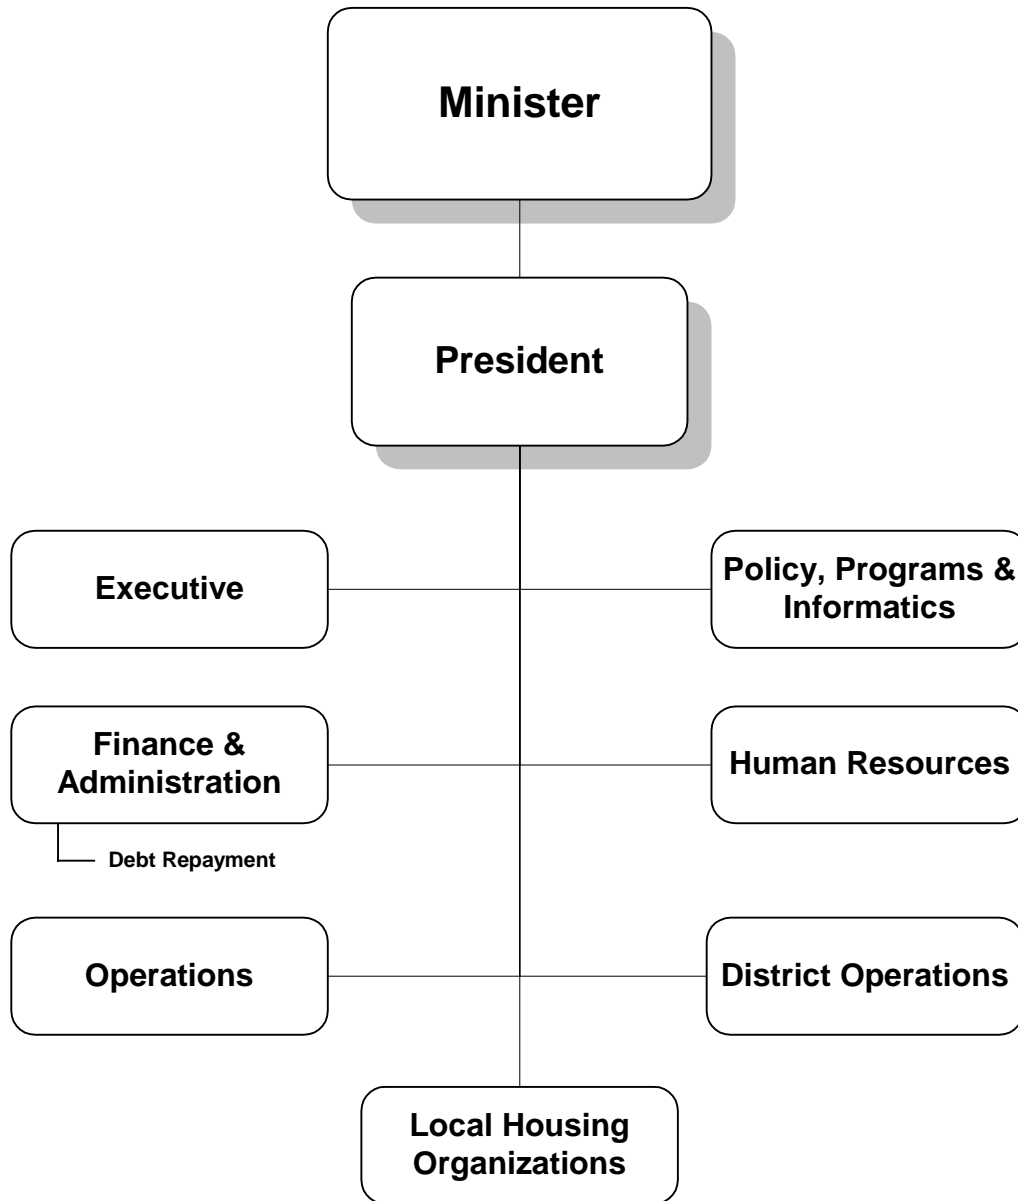 Minister
President
Executive
Policy, Programs &
Informatics
Finance &
Administration
Human Resources
Debt Repayment
Operations
District Operations
Local Housing
Organizations